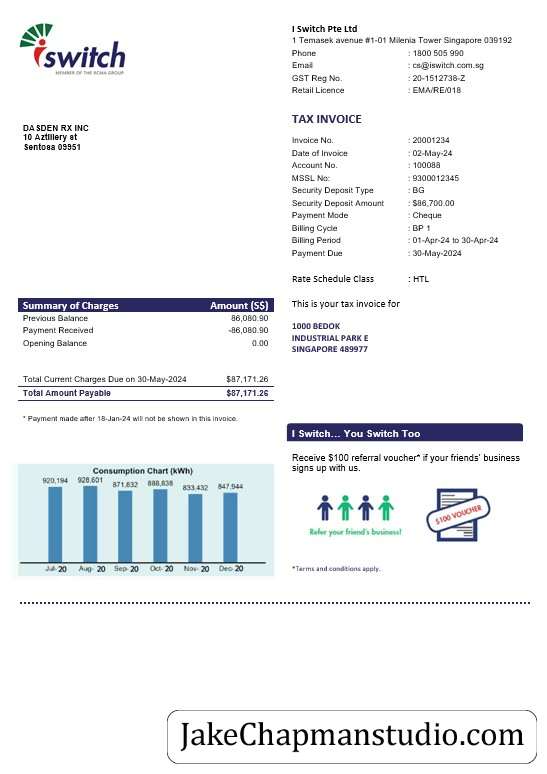 iswitch
MEMBER OF THE BCMA GROUP
I Switch Pte Ltd
1 Temasek avenue #1-01 Milenia Tower Singapore 039192
Phone : 1800 505 990
Email : cs@iswitch.com.sg
GST Reg No. : 20-1512738-Z
Retail Licence : EMA/RE/018
TAX INVOICE
DASDEN RX INC
10 Aztillery st
Sentosa 09951
Invoice No. : 20001234
Date of Invoice : 02-May-24
Account No. : 100088
MSSL No: : 9300012345
Security Deposit Type : BG
Security Deposit Amount : $86,700.00
Payment Mode : Cheque
Billing Cycle : BP 1
Billing Period : 01-Apr-24 to 30-Apr-24
Payment Due : 30-May-2024
Rate Schedule Class : HTL
This is your tax invoice for
1000 BEDOK
INDUSTRIAL PARK E
SINGAPORE 489977
Summary of Charges Amount (S$)
Previous Balance 86,080.90
Payment Received -86,080.90
Opening Balance 0.00
Total Current Charges Due on 30-May-2024 $87,171.26
Total Amount Payable $87,171.26
* Payment made after 18-Jan-24 will not be shown in this invoice.
I Switch... You Switch Too
Receive $100 referral voucher* if your friends' business
signs up with us.
Refer your friend's business!
$100 VOUCHER
*Terms and conditions apply.
Consumption Chart (kWh)
920,194 928,601 871,832 888,838 833,432 847,944
Jul-20 Aug-20 Sep-20 Oct-20 Nov-20 Dec-20
JakeChapmanstudio.com